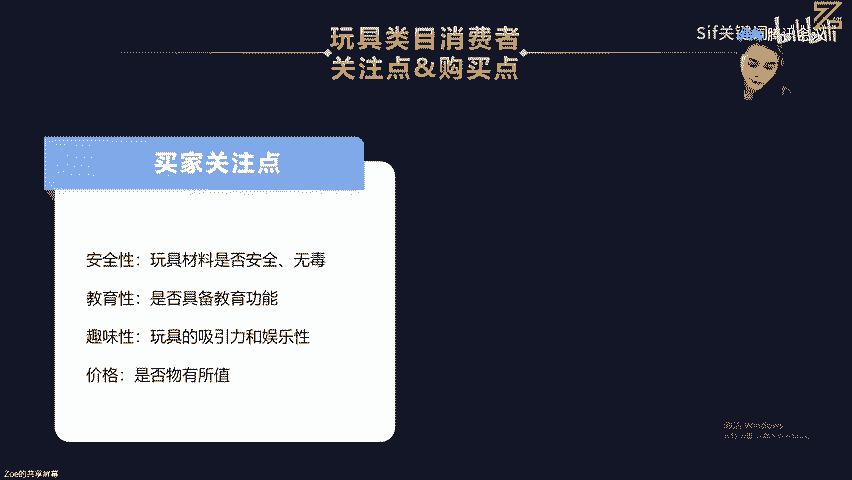 玩具类目消费者
关注点&购买点
Sif关键词
买家关注点
安全性：玩具材料是否安全、无毒
教育性：是否具备教育功能
趣味性：玩具的吸引力和娱乐性
价格：是否物有所值
激活 Windows
Zoe的共享屏幕